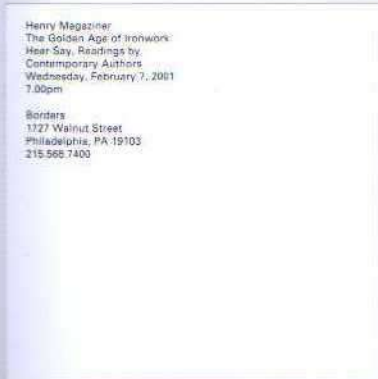 Henry Magaziner
The Golden Age of Ironwork
Hear Say, Readings by
Contemporary Authors
Wednesday, February 7, 2001
7.00pm
Borders
1727 Walnut Street
Philadelphia, PA 19103
215.568.7400